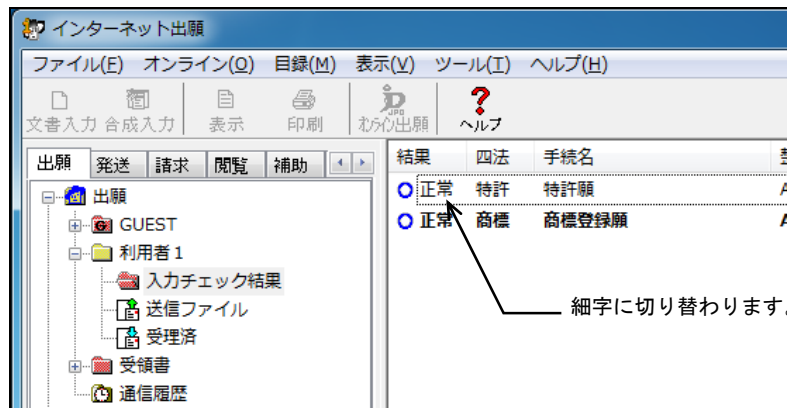 インターネット出願
ファイル(F) オンライン(O) 目録(M) 表示(V) ツール(T) ヘルプ(H)
文書入力 合成入力 表示 印刷 出願 ヘルプ
出願 発送 請求 閲覧 補助
結果 四法 手続名
正常 特許 特許願
正常 商標 商標登録願
出願
GUEST
利用者1
入力チェック結果
送信ファイル
受理済
受領書
通信履歴
細字に切り替わります。